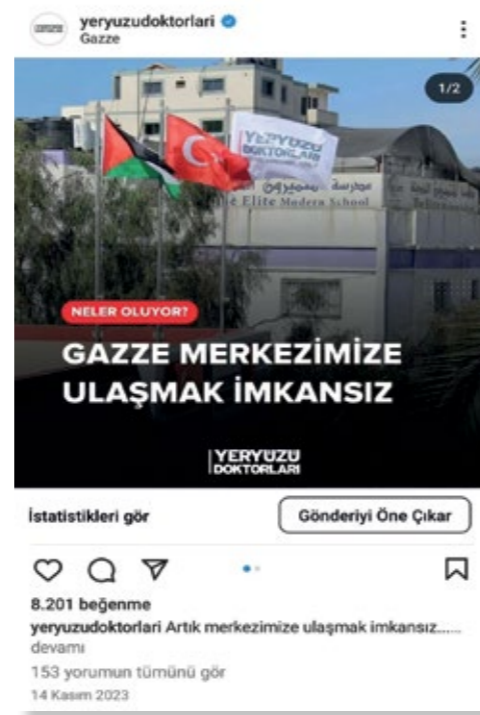 yeryuzudoktorlari
Gazze
1/2
YERYÜZÜ
DOKTORLARI
The Elite Modern School
NELER OLUYOR?
GAZZE MERKEZİMİZE
ULAŞMAK İMKANSIZ
YERYÜZÜ
DOKTORLARI
İstatistikleri gör
Gönderiyi Öne Çıkar
8.201 beğenme
yeryuzudoktorlari Artık merkezimize ulaşmak imkansız......
devamı
153 yorumun tümünü gör
14 Kasım 2023